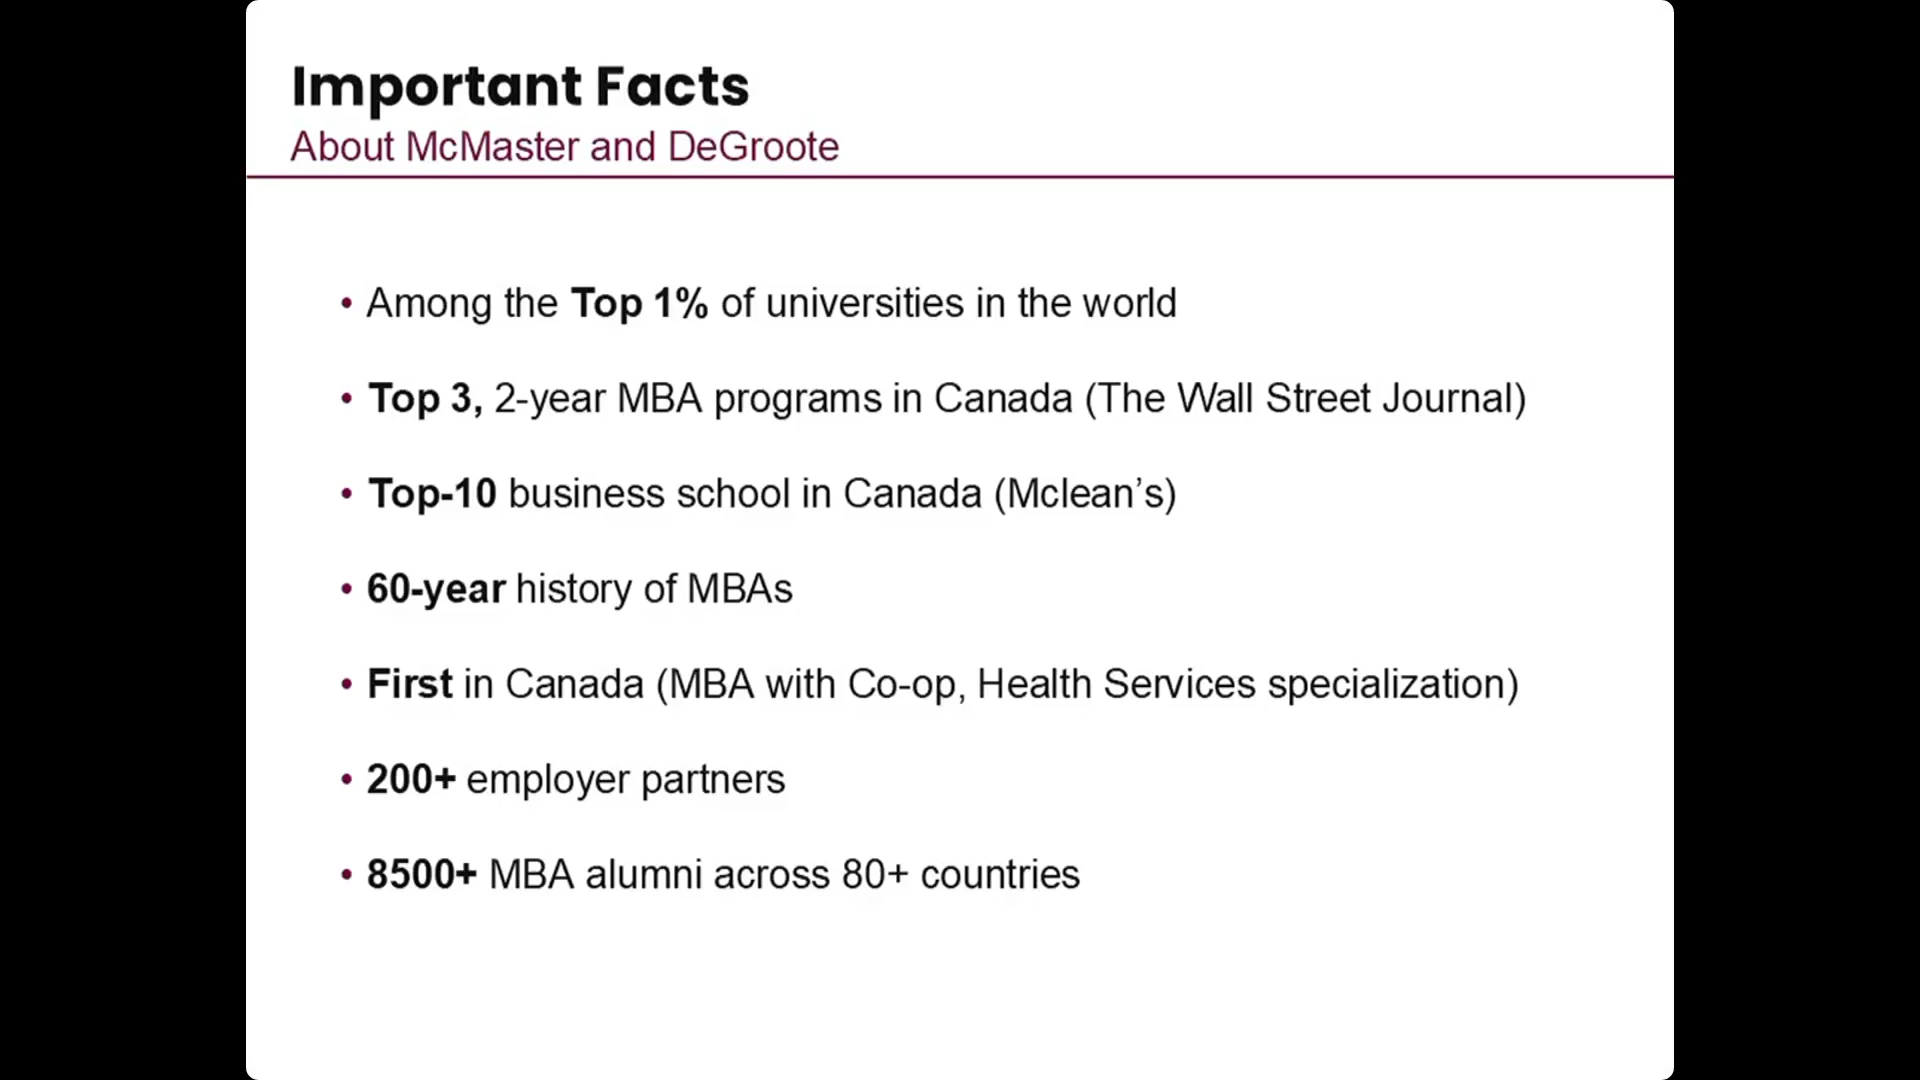 Important Facts
About McMaster and DeGroote
• Among the Top 1% of universities in the world
• Top 3, 2-year MBA programs in Canada (The Wall Street Journal)
• Top-10 business school in Canada (Mclean’s)
• 60-year history of MBAs
• First in Canada (MBA with Co-op, Health Services specialization)
• 200+ employer partners
• 8500+ MBA alumni across 80+ countries